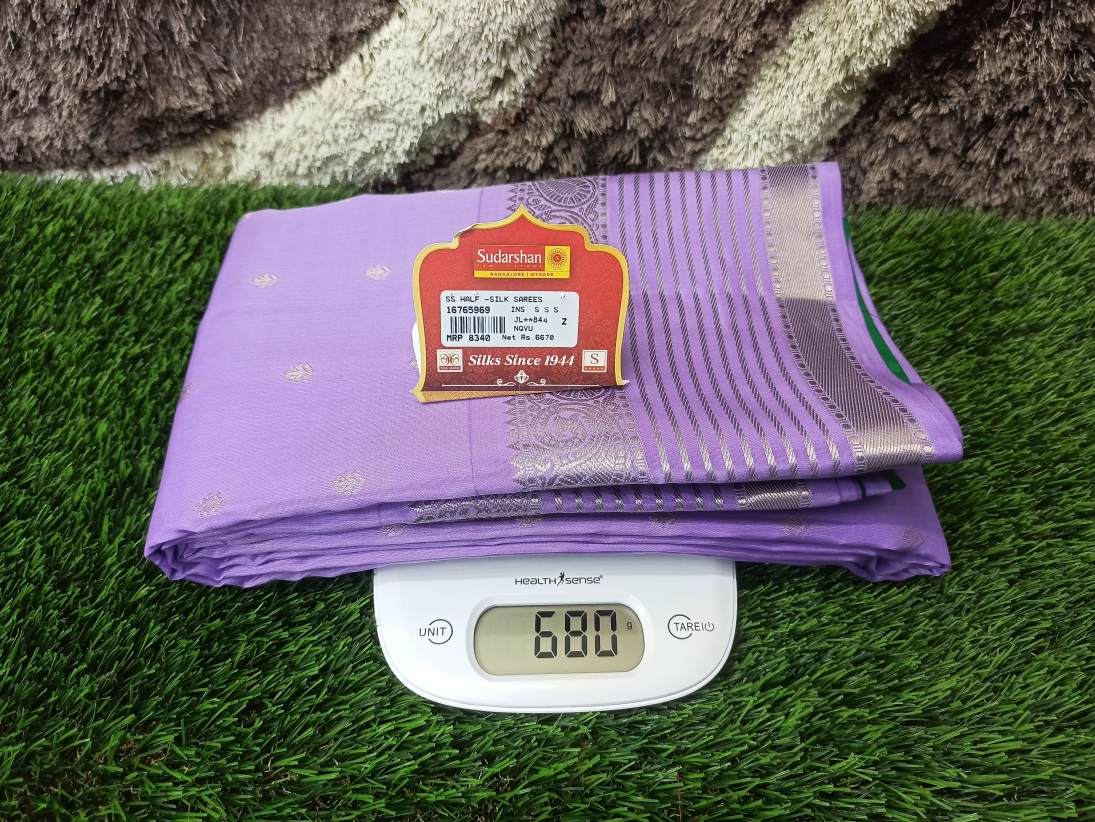 Sudarshan
BANGALORE | MYSORE
SS HALF -SILK SAREES
16765969 INS S S S
JL**844 Z
NQVU
MRP 8340 Net Rs.6670
Silks Since 1944 S
HEALTH SENSE®
UNIT 680 g TARE